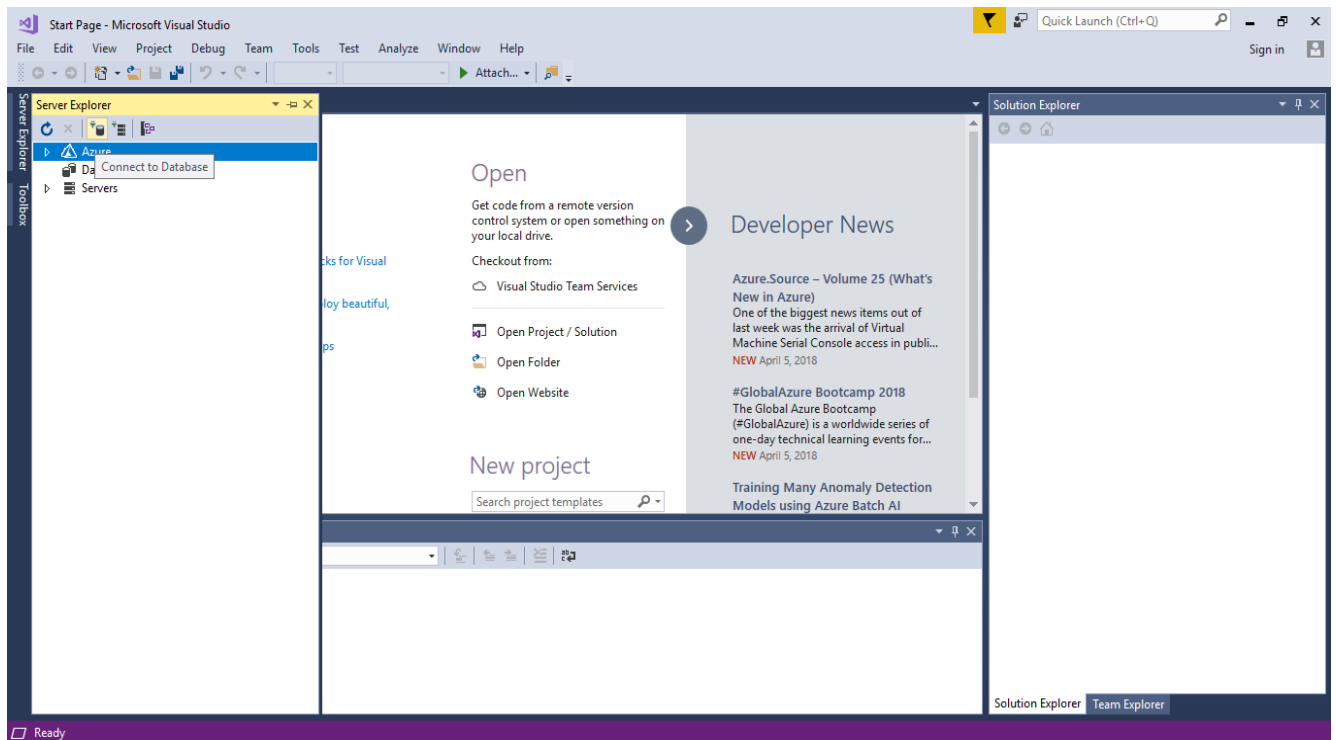 Start Page - Microsoft Visual Studio
Quick Launch (Ctrl+Q)
File Edit View Project Debug Team Tools Test Analyze Window Help
Sign in
Attach...
Server Explorer
Toolbox
Server Explorer
Azure
Connect to Database
Da
Servers
cks for Visual
loy beautiful,
ps
Open
Get code from a remote version
control system or open something on
your local drive.
Checkout from:
Visual Studio Team Services
Open Project / Solution
Open Folder
Open Website
New project
Search project templates
Developer News
Azure.Source – Volume 25 (What's
New in Azure)
One of the biggest news items out of
last week was the arrival of Virtual
Machine Serial Console access in publi...
NEW April 5, 2018
#GlobalAzure Bootcamp 2018
The Global Azure Bootcamp
(#GlobalAzure) is a worldwide series of
one-day technical learning events for...
NEW April 5, 2018
Training Many Anomaly Detection
Models using Azure Batch AI
Solution Explorer
Solution Explorer Team Explorer
Ready